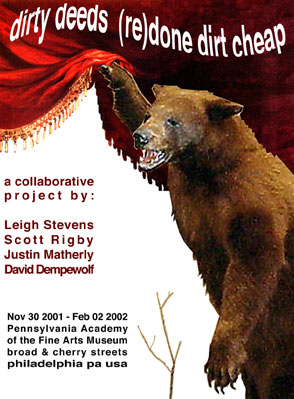 dirty deeds (re)done dirt cheap
a collaborative
project by:
Leigh Stevens
Scott Rigby
Justin Matherly
David Dempewolf
Nov 30 2001 - Feb 02 2002
Pennsylvania Academy
of the Fine Arts Museum
broad & cherry streets
philadelphia pa usa